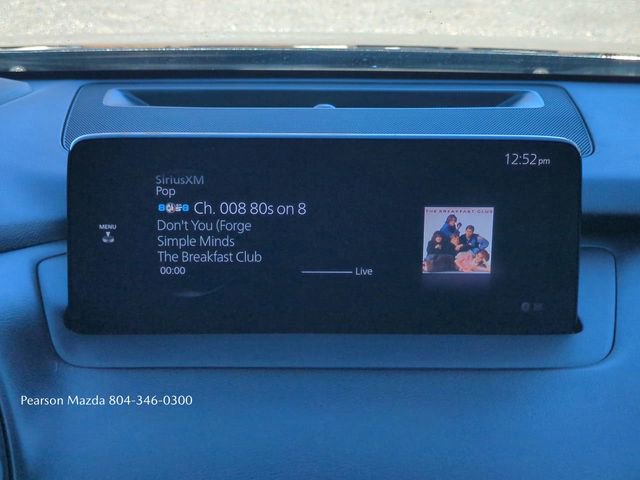 12:52 pm
SiriusXM
Pop
Ch. 008 80s on 8
MENU
Don't You (Forge
Simple Minds
The Breakfast Club
00:00
Live
THE BREAKFAST CLUB
Pearson Mazda 804-346-0300